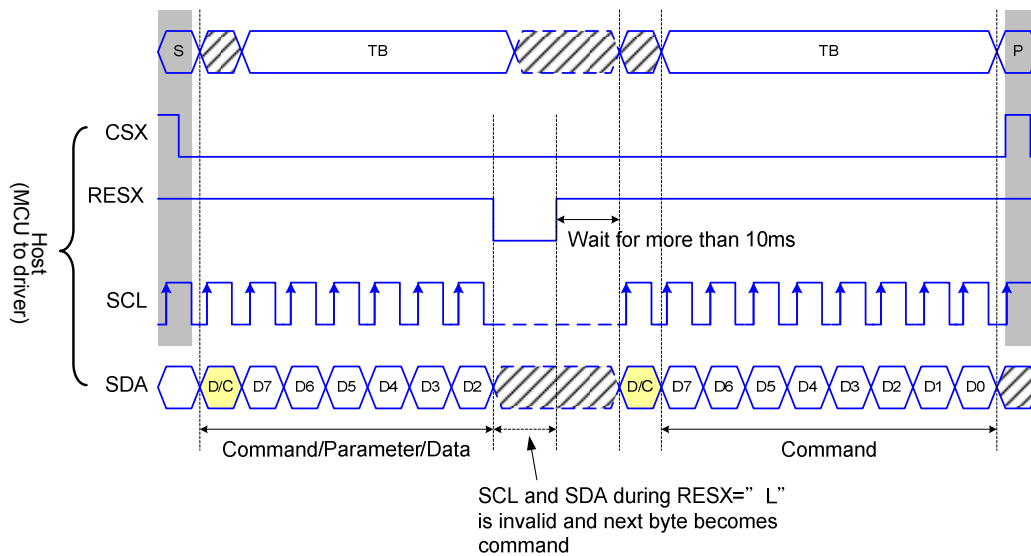 S TB TB P
CSX
RESX
Wait for more than 10ms
Host
(MCU to driver)
SCL
SDA D/C D7 D6 D5 D4 D3 D2 D/C D7 D6 D5 D4 D3 D2 D1 D0
Command/Parameter/Data Command
SCL and SDA during RESX=” L”
is invalid and next byte becomes
command